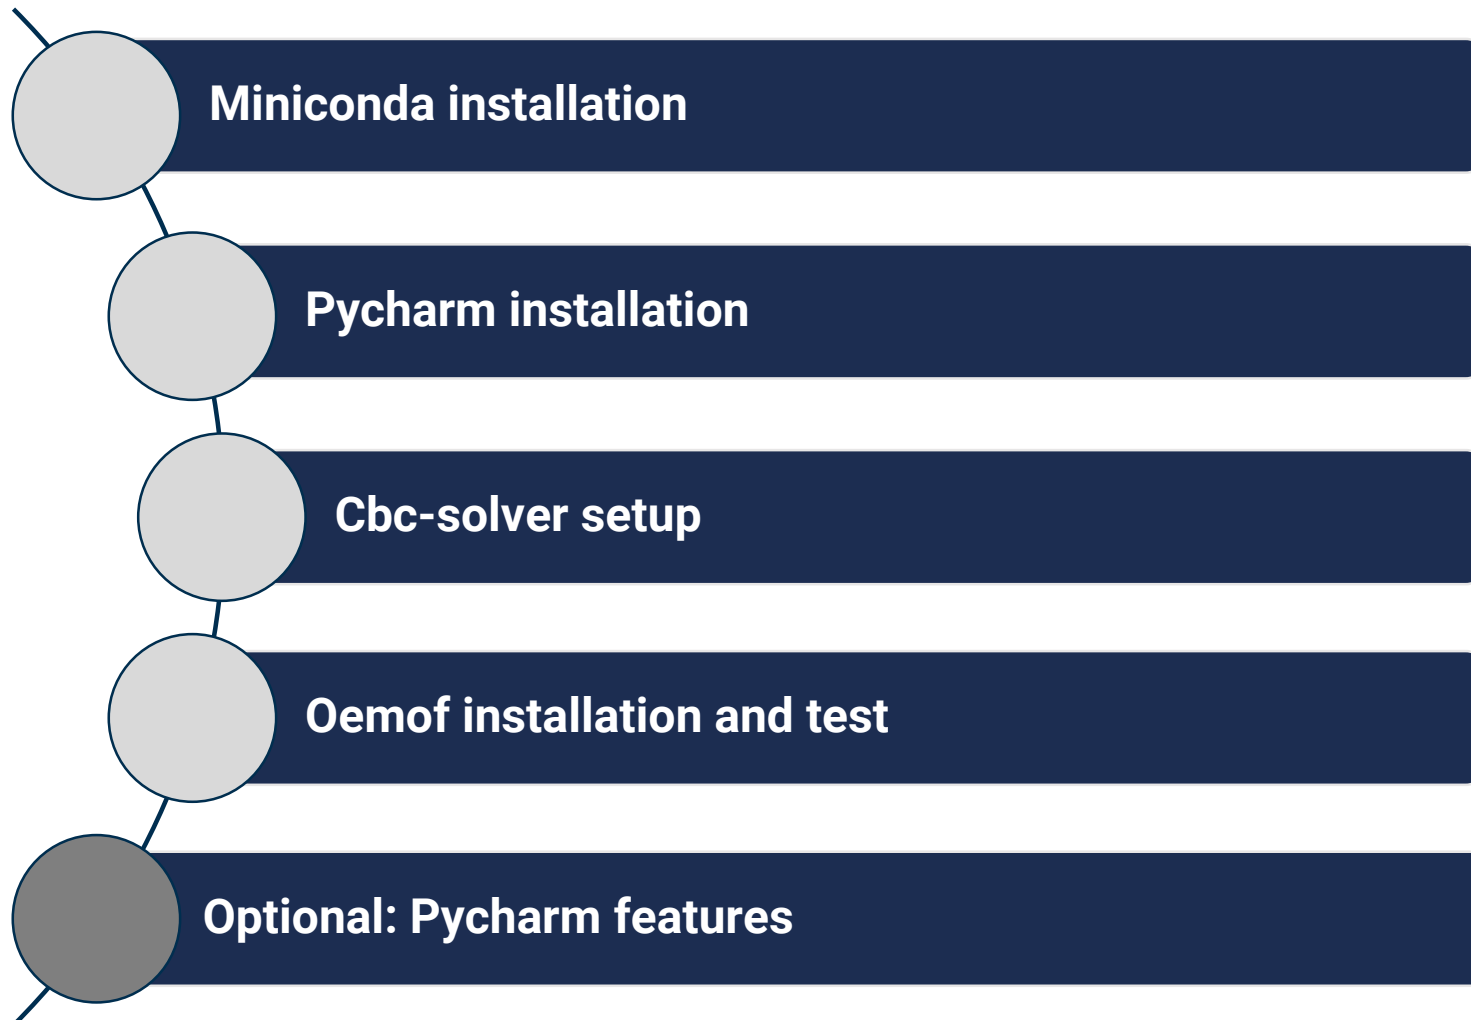 Miniconda installation
Pycharm installation
Cbc-solver setup
Oemof installation and test
Optional: Pycharm features